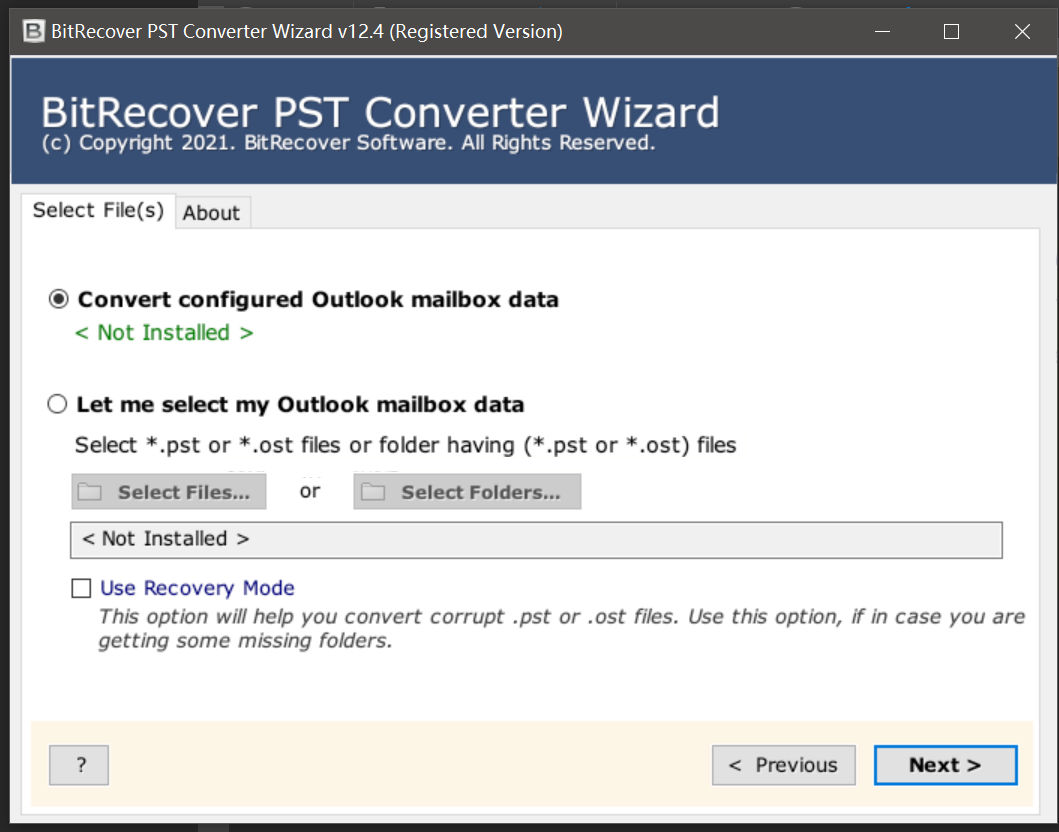 B BitRecover PST Converter Wizard v12.4 (Registered Version)
BitRecover PST Converter Wizard
(c) Copyright 2021. BitRecover Software. All Rights Reserved.
Select File(s) About
Convert configured Outlook mailbox data
< Not Installed >
Let me select my Outlook mailbox data
Select *.pst or *.ost files or folder having (*.pst or *.ost) files
Select Files... or Select Folders...
< Not Installed >
Use Recovery Mode
This option will help you convert corrupt .pst or .ost files. Use this option, if in case you are
getting some missing folders.
? < Previous Next >